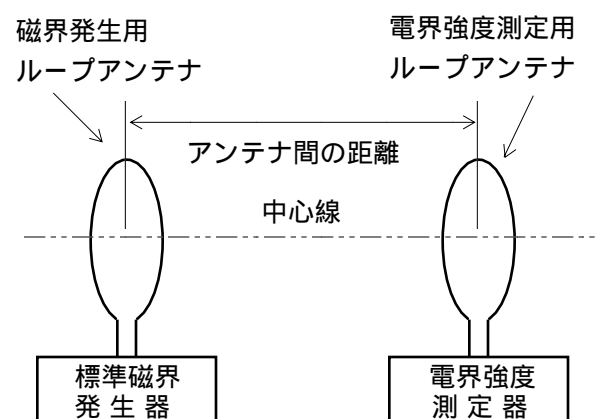 磁界発生用
ループアンテナ
電界強度測定用
ループアンテナ
アンテナ間の距離
中心線
標準磁界
発 生 器
電界強度
測 定 器